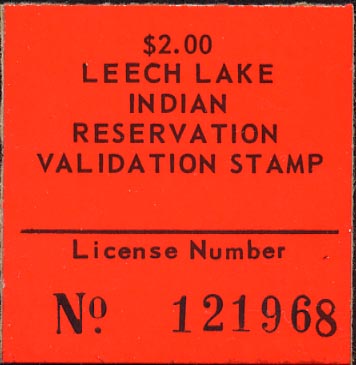 $2.00
LEECH LAKE
INDIAN
RESERVATION
VALIDATION STAMP
License Number
No. 121968